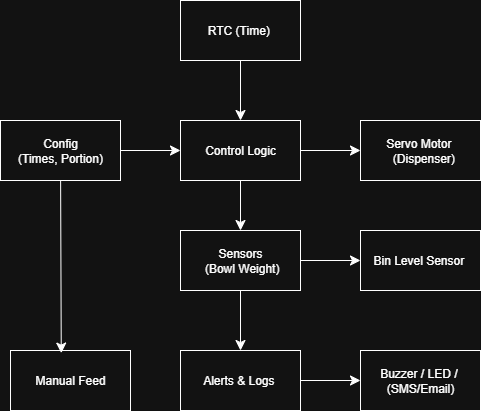 RTC (Time)
Config
(Times, Portion)
Control Logic
Servo Motor
(Dispenser)
Sensors
(Bowl Weight)
Bin Level Sensor
Manual Feed
Alerts & Logs
Buzzer / LED /
(SMS/Email)